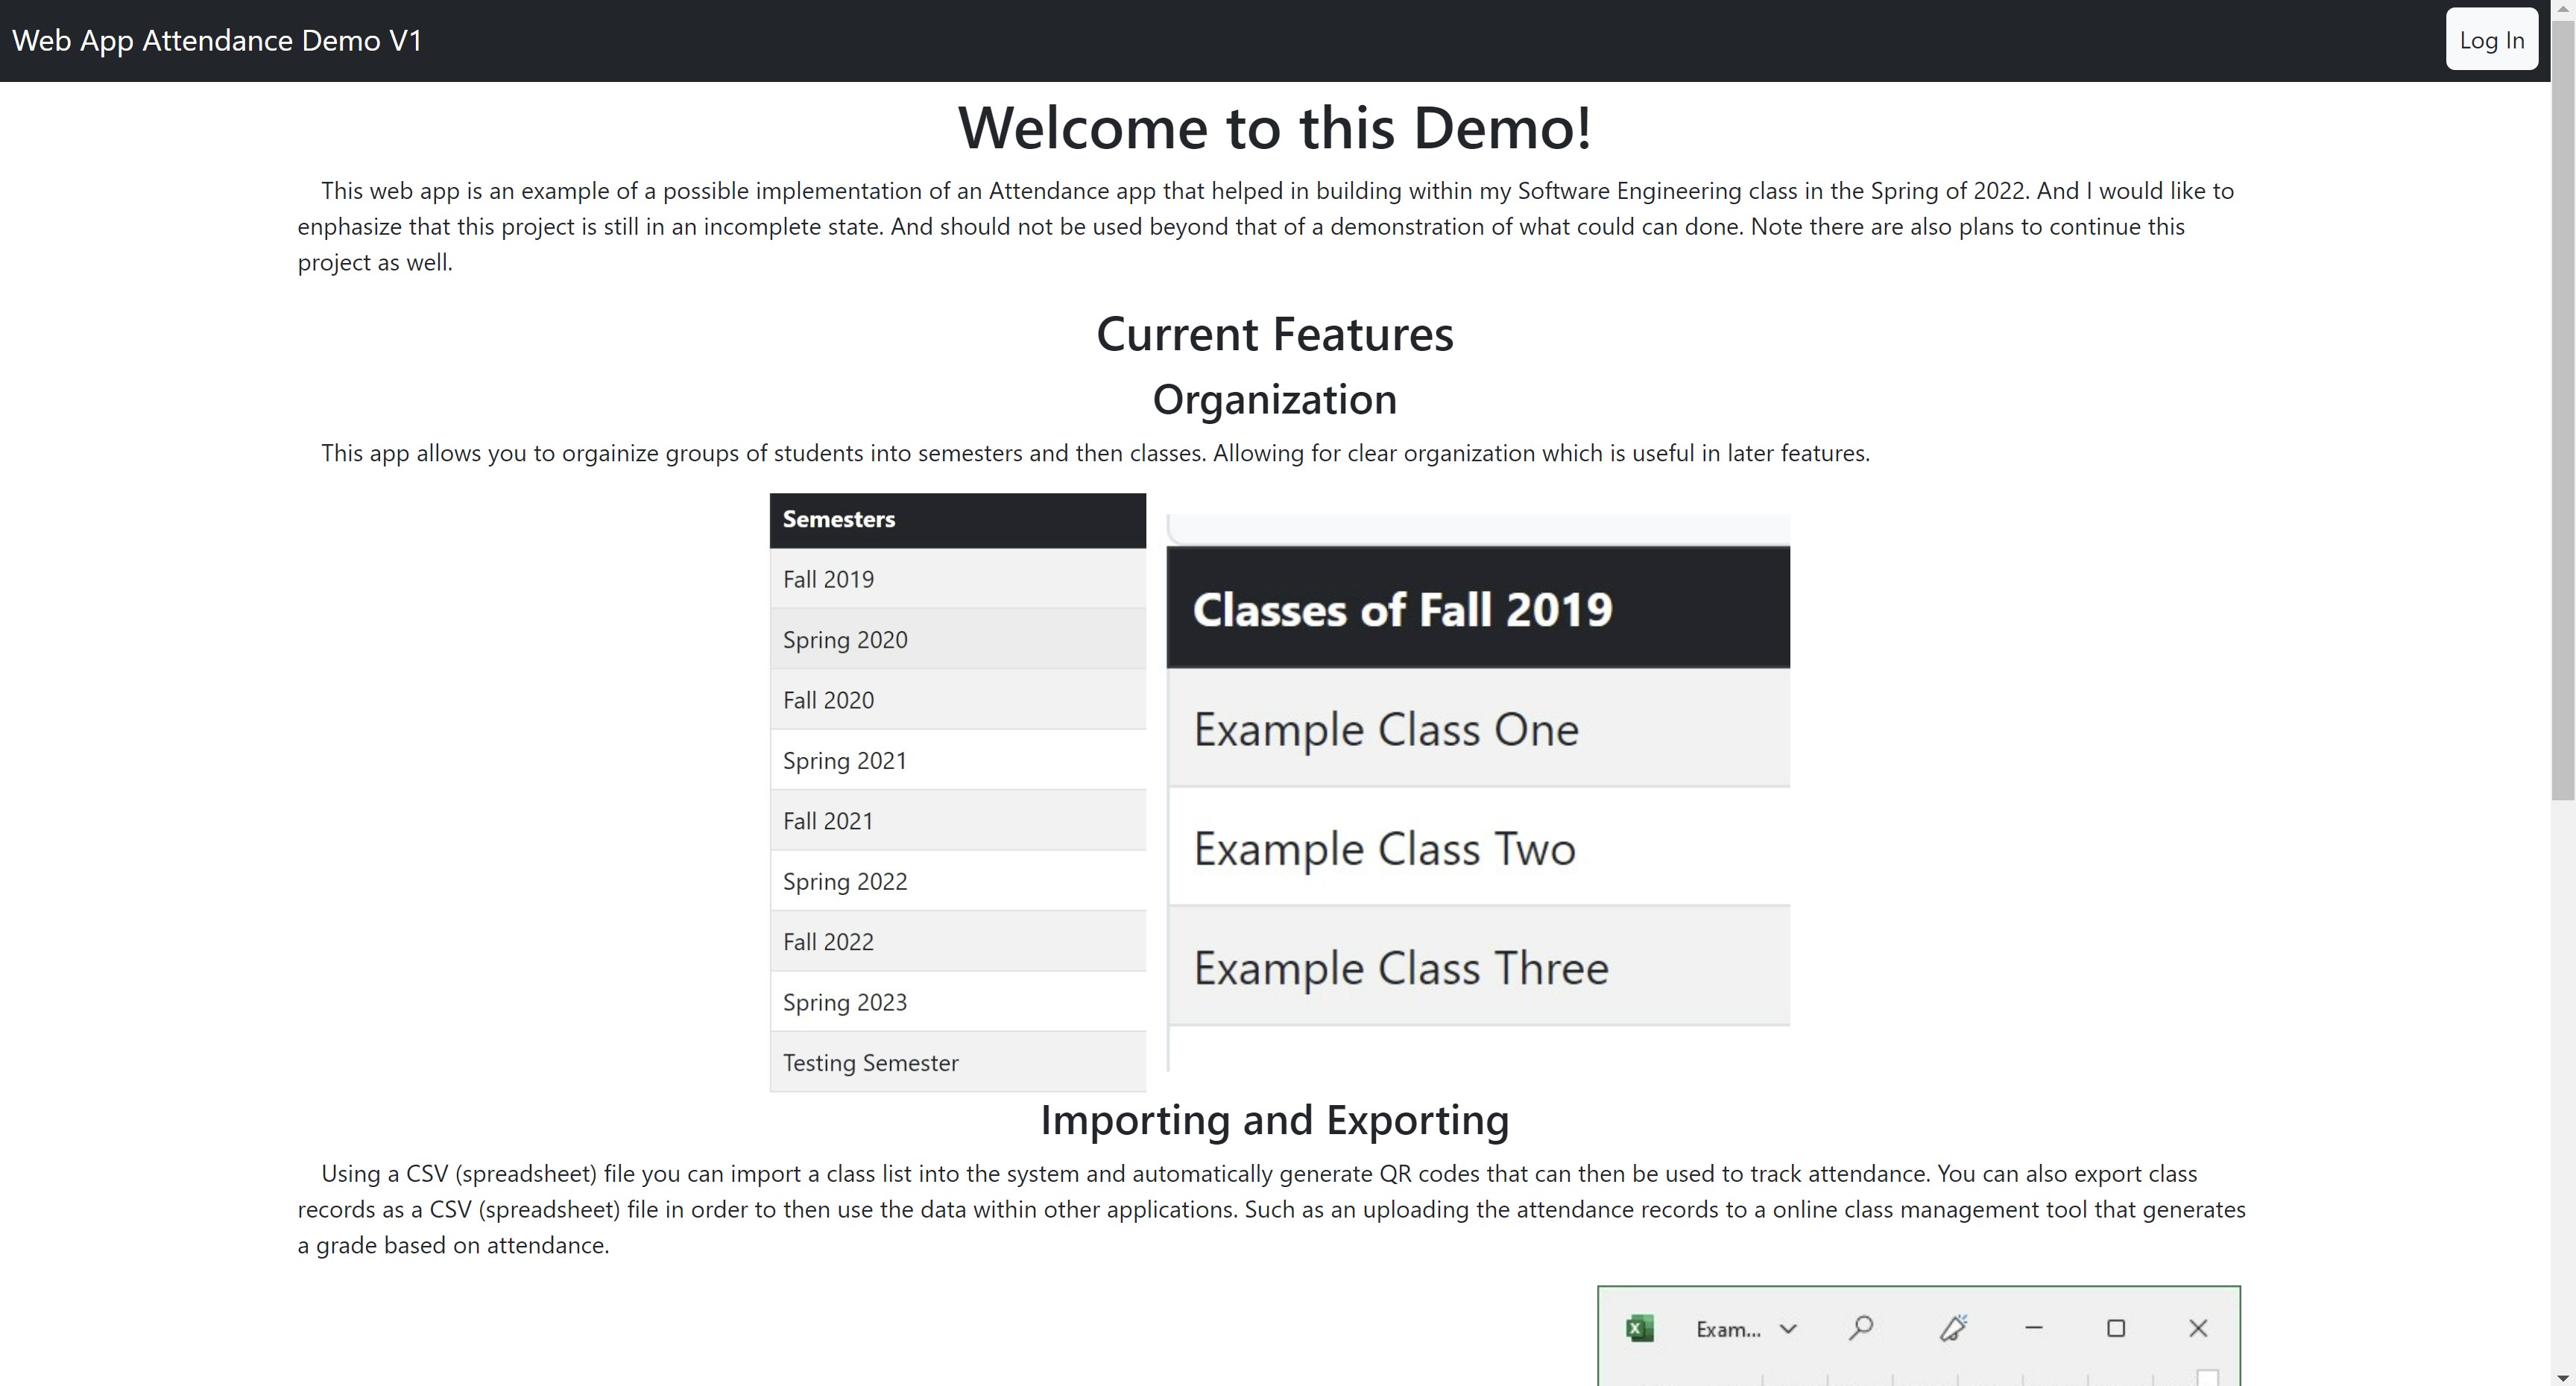 Web App Attendance Demo V1
Log In
Welcome to this Demo!
This web app is an example of a possible implementation of an Attendance app that helped in building within my Software Engineering class in the Spring of 2022. And I would like to
enphasize that this project is still in an incomplete state. And should not be used beyond that of a demonstration of what could can done. Note there are also plans to continue this
project as well.
Current Features
Organization
This app allows you to orgainize groups of students into semesters and then classes. Allowing for clear organization which is useful in later features.
Semesters
Fall 2019
Spring 2020
Fall 2020
Spring 2021
Fall 2021
Spring 2022
Fall 2022
Spring 2023
Testing Semester
Classes of Fall 2019
Example Class One
Example Class Two
Example Class Three
Importing and Exporting
Using a CSV (spreadsheet) file you can import a class list into the system and automatically generate QR codes that can then be used to track attendance. You can also export class
records as a CSV (spreadsheet) file in order to then use the data within other applications. Such as an uploading the attendance records to a online class management tool that generates
a grade based on attendance.
Exam...